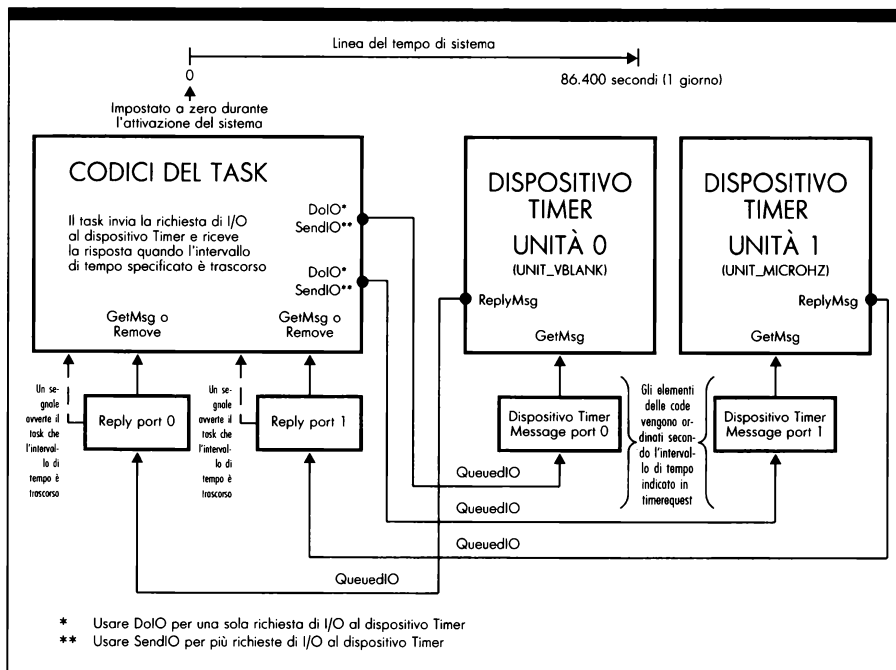 Linea del tempo di sistema
0
86.400 secondi (1 giorno)
Impostato a zero durante
l'attivazione del sistema
CODICI DEL TASK
Il task invia la richiesta di I/O
al dispositivo Timer e riceve
la risposta quando l'intervallo
di tempo specificato è trascorso
DoIO*
SendIO**
DoIO*
SendIO**
GetMsg o
Remove
GetMsg o
Remove
DISPOSITIVO
TIMER
UNITÀ 0
(UNIT_VBLANK)
ReplyMsg
GetMsg
DISPOSITIVO
TIMER
UNITÀ 1
(UNIT_MICROHZ)
ReplyMsg
GetMsg
Un se-
gnale
avverte il
task che
l'interval-
lo di
tempo è
trascorso
Reply port 0
Un se-
gnale
avverte il
task che
l'interval-
lo di
tempo è
trascorso
Reply port 1
Dispositivo Timer
Message port 0
Gli elementi
delle code
vengono or-
dinati secon-
do l'interval-
lo di tempo
indicato in
timerequest
Dispositivo Timer
Message port 1
QueuedIO
QueuedIO
QueuedIO
QueuedIO
* Usare DoIO per una sola richiesta di I/O al dispositivo Timer
** Usare SendIO per più richieste di I/O al dispositivo Timer